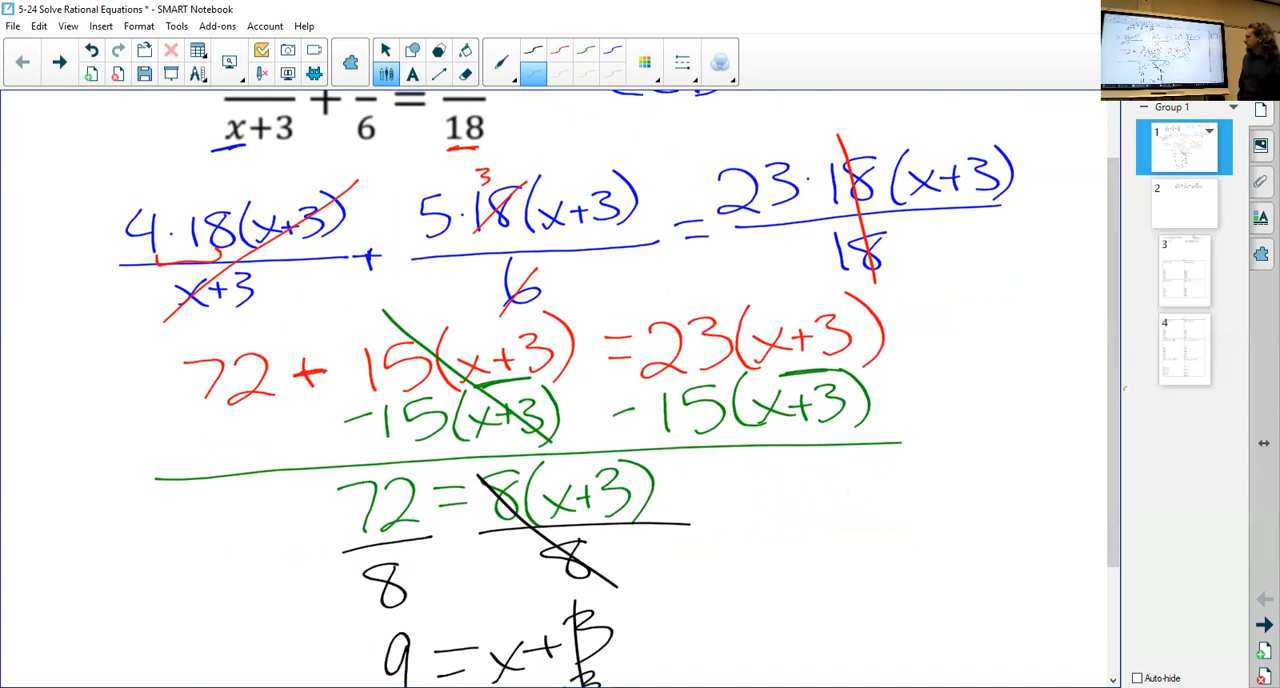 5-24 Solve Rational Equations * - SMART Notebook
File Edit View Insert Format Tools Add-ons Account Help
Group 1
x+3 + 6 = 18
4·18(x+3) + 5·18(x+3) = 23·18(x+3)
3
x+3 6 18
72 + 15(x+3) = 23(x+3)
-15(x+3) -15(x+3)
72 = 8(x+3)
8 8
9 = x+3
1
2
3
4
Auto-hide